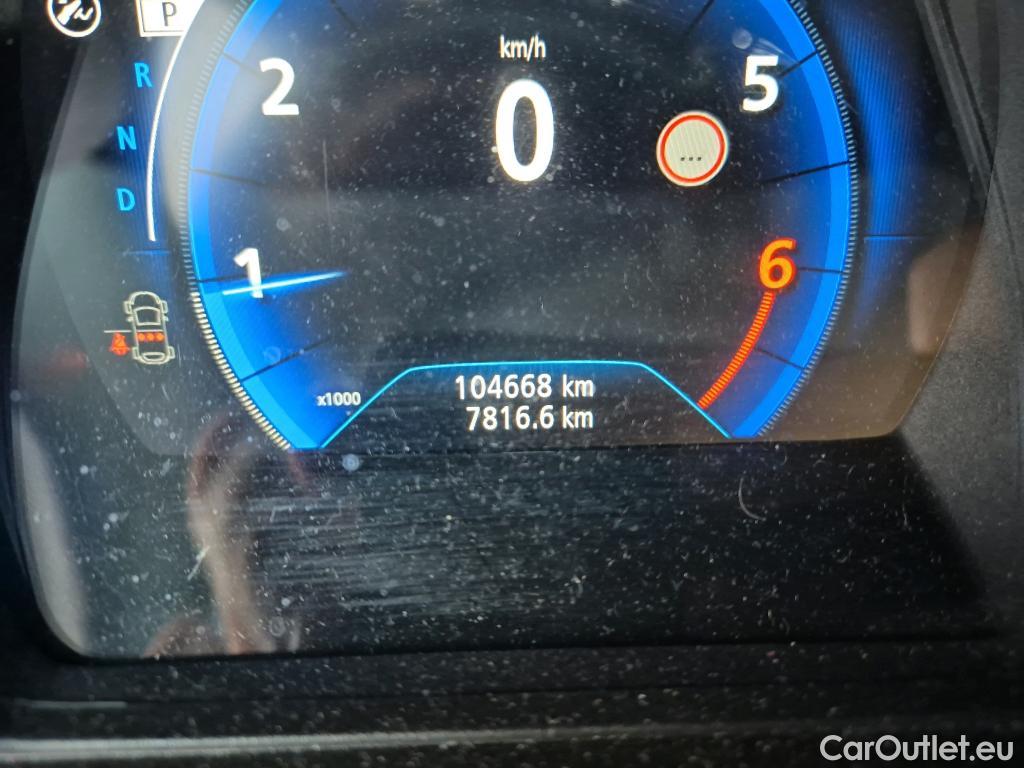 P
R
N
D
km/h
0
1
2
5
6
...
x1000
104668 km
7816.6 km
CarOutlet.eu